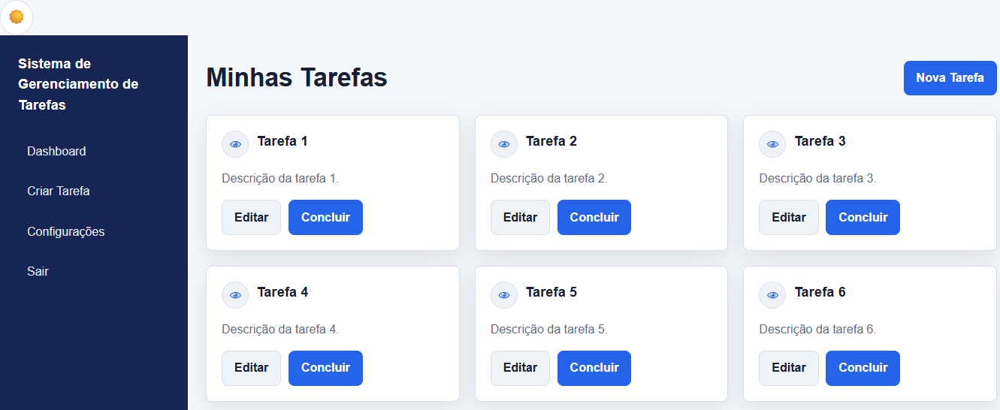 Sistema de
Gerenciamento de
Tarefas
Dashboard
Criar Tarefa
Configurações
Sair
Minhas Tarefas
Nova Tarefa
Tarefa 1
Descrição da tarefa 1.
Editar
Concluir
Tarefa 2
Descrição da tarefa 2.
Editar
Concluir
Tarefa 3
Descrição da tarefa 3.
Editar
Concluir
Tarefa 4
Descrição da tarefa 4.
Editar
Concluir
Tarefa 5
Descrição da tarefa 5.
Editar
Concluir
Tarefa 6
Descrição da tarefa 6.
Editar
Concluir